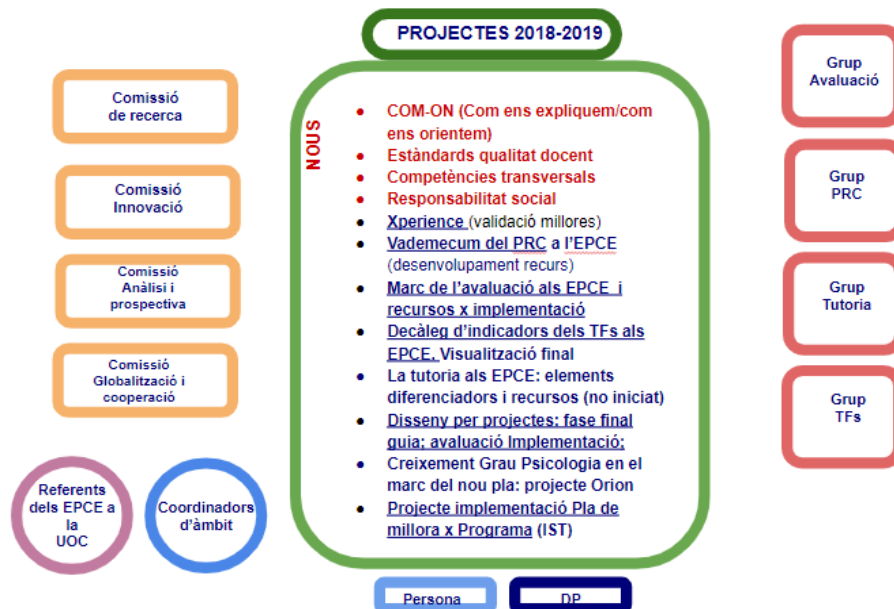 PROJECTES 2018-2019
Comissió
de recerca
Comissió
Innovació
Comissió
Anàlisi i
prospectiva
Comissió
Globalització i
cooperació
Referents
dels EPCE a
la
UOC
Coordinadors
d'àmbit
NOUS
● COM-ON (Com ens expliquem/com
ens orientem)
● Estàndards qualitat docent
● Competències transversals
● Responsabilitat social
● Xperience (validació millores)
● Vademecum del PRC a l'EPCE
(desenvolupament recurs)
● Marc de l'avaluació als EPCE i
recursos x implementació
● Decàleg d'indicadors dels TFs als
EPCE. Visualització final
● La tutoria als EPCE: elements
diferenciadors i recursos (no iniciat)
● Disseny per projectes: fase final
guia; avaluació Implementació;
● Creixement Grau Psicologia en el
marc del nou pla: projecte Orion
● Projecte implementació Pla de
millora x Programa (IST)
Grup
Avaluació
Grup
PRC
Grup
Tutoria
Grup
TFs
Persona
DP